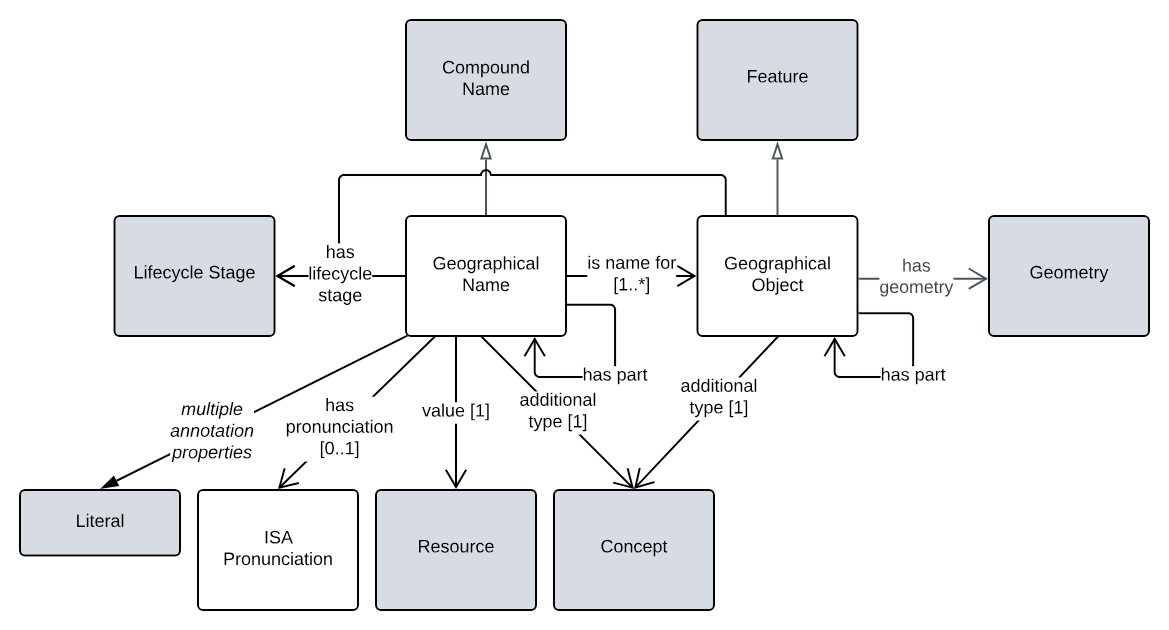 Compound
Name
Feature
Lifecycle Stage
has
lifecycle
stage
Geographical
Name
is name for
[1..*]
Geographical
Object
has
geometry
Geometry
has part
has part
multiple
annotation
properties
has
pronunciation
[0..1]
value [1]
additional
type [1]
additional
type [1]
Literal
ISA
Pronunciation
Resource
Concept